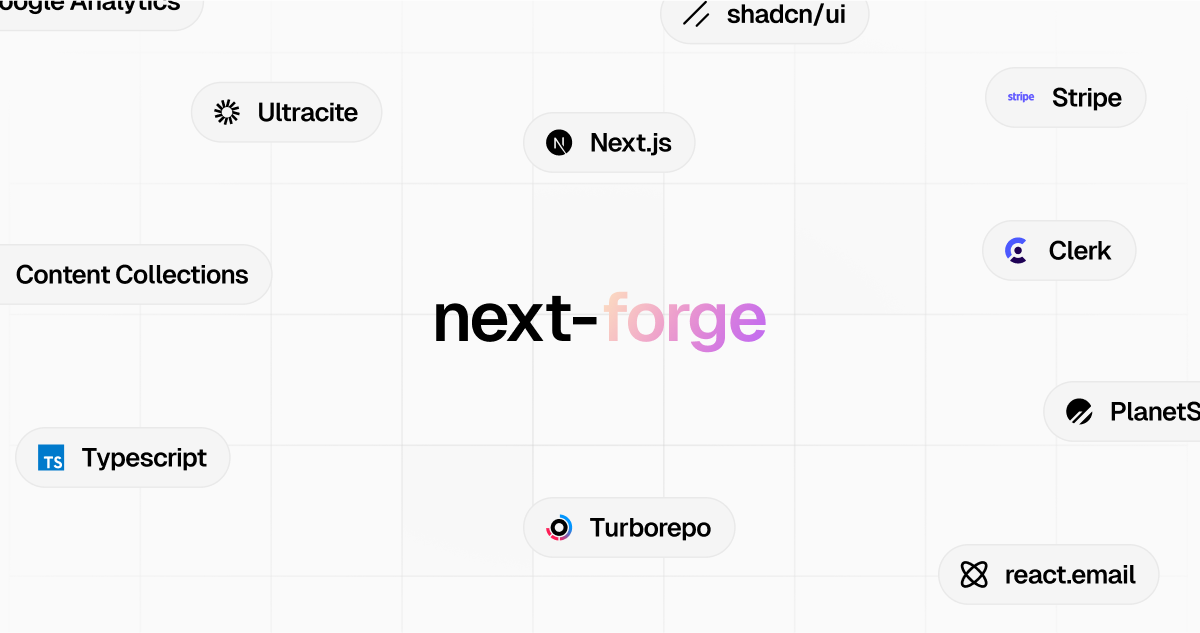 Google Analytics
shadcn/ui
stripe Stripe
Ultracite
N Next.js
Clerk
Content Collections
next-forge
PlanetS
TS Typescript
Turborepo
react.email